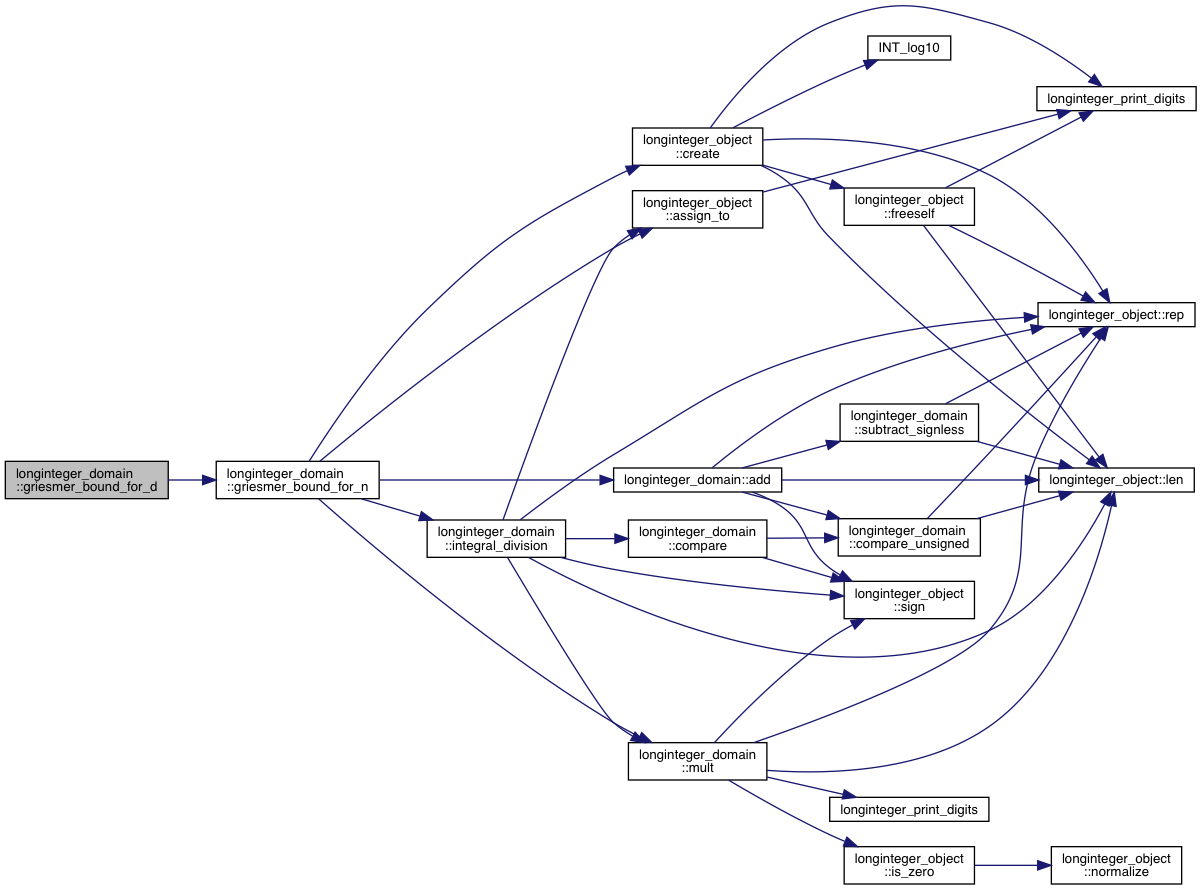 INT_log10
longinteger_print_digits
longinteger_object
::create
longinteger_object
::assign_to
longinteger_object
::freeself
longinteger_object::rep
longinteger_domain
::subtract_signless
longinteger_domain
::griesmer_bound_for_d
longinteger_domain
::griesmer_bound_for_n
longinteger_domain::add
longinteger_object::len
longinteger_domain
::integral_division
longinteger_domain
::compare
longinteger_domain
::compare_unsigned
longinteger_object
::sign
longinteger_domain
::mult
longinteger_print_digits
longinteger_object
::is_zero
longinteger_object
::normalize